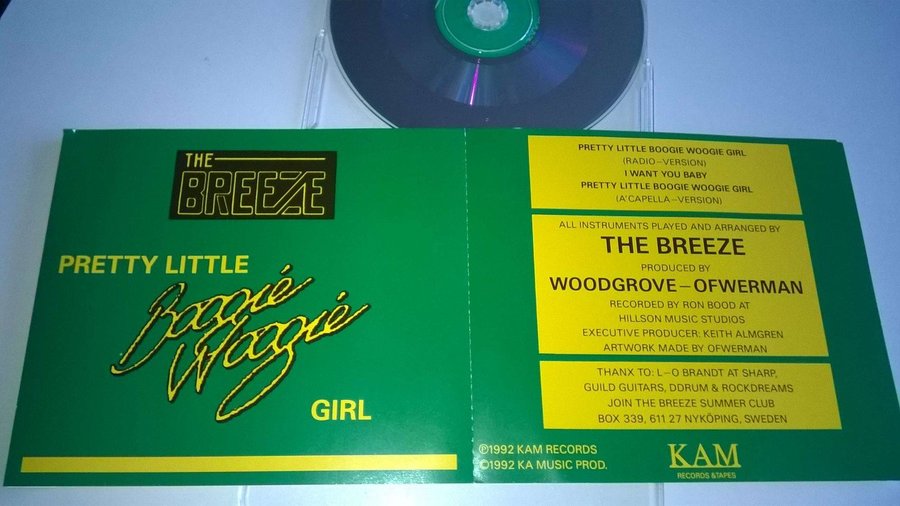 THE
BREEZE
PRETTY LITTLE
Boogie
Woogie
GIRL
PRETTY LITTLE BOOGIE WOOGIE GIRL
(RADIO-VERSION)
I WANT YOU BABY
PRETTY LITTLE BOOGIE WOOGIE GIRL
(A'CAPELLA-VERSION)
ALL INSTRUMENTS PLAYED AND ARRANGED BY
THE BREEZE
PRODUCED BY
WOODGROVE-OFWERMAN
RECORDED BY RON BOOD AT
HILLSON MUSIC STUDIOS
EXECUTIVE PRODUCER: KEITH ALMGREN
ARTWORK MADE BY OFWERMAN
THANX TO: L-O BRANDT AT SHARP,
GUILD GUITARS, DDRUM & ROCKDREAMS
JOIN THE BREEZE SUMMER CLUB
BOX 339, 611 27 NYKÖPING, SWEDEN
℗1992 KAM RECORDS
©1992 KA MUSIC PROD.
KAM
RECORDS & TAPES